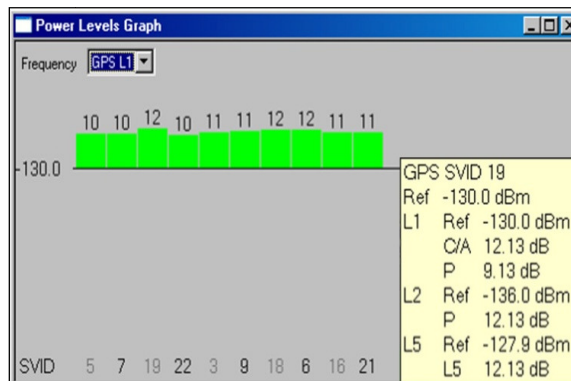 Power Levels Graph
Frequency GPS L1
10 10 12 10 11 11 12 12 11 11
-130.0
SVID 5 7 19 22 3 9 18 6 16 21
GPS SVID 19
Ref -130.0 dBm
L1 Ref -130.0 dBm
C/A 12.13 dB
P 9.13 dB
L2 Ref -136.0 dBm
P 12.13 dB
L5 Ref -127.9 dBm
L5 12.13 dB